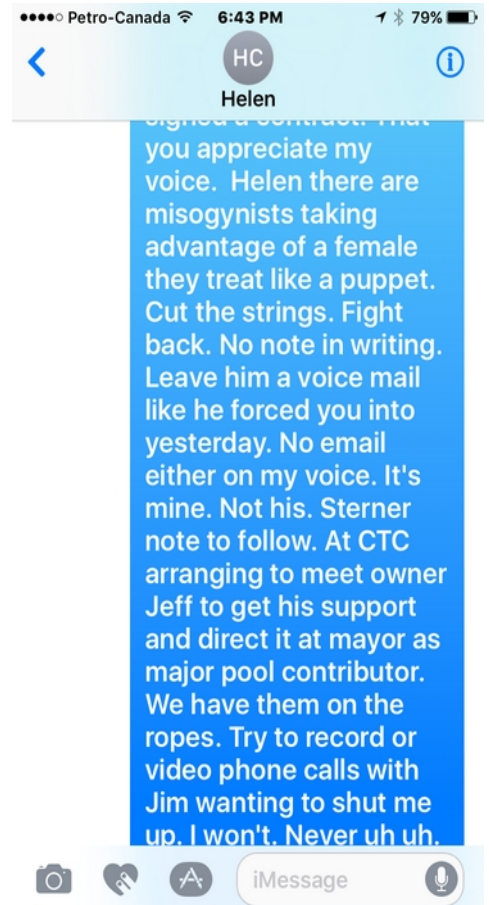 Petro-Canada 6:43 PM 79%
HC
Helen
signed a contract. That
you appreciate my
voice.  Helen there are
misogynists taking
advantage of a female
they treat like a puppet.
Cut the strings. Fight
back. No note in writing.
Leave him a voice mail
like he forced you into
yesterday. No email
either on my voice. It's
mine. Not his. Sterner
note to follow. At CTC
arranging to meet owner
Jeff to get his support
and direct it at mayor as
major pool contributor.
We have them on the
ropes. Try to record or
video phone calls with
Jim wanting to shut me
up. I won't. Never uh uh.
iMessage